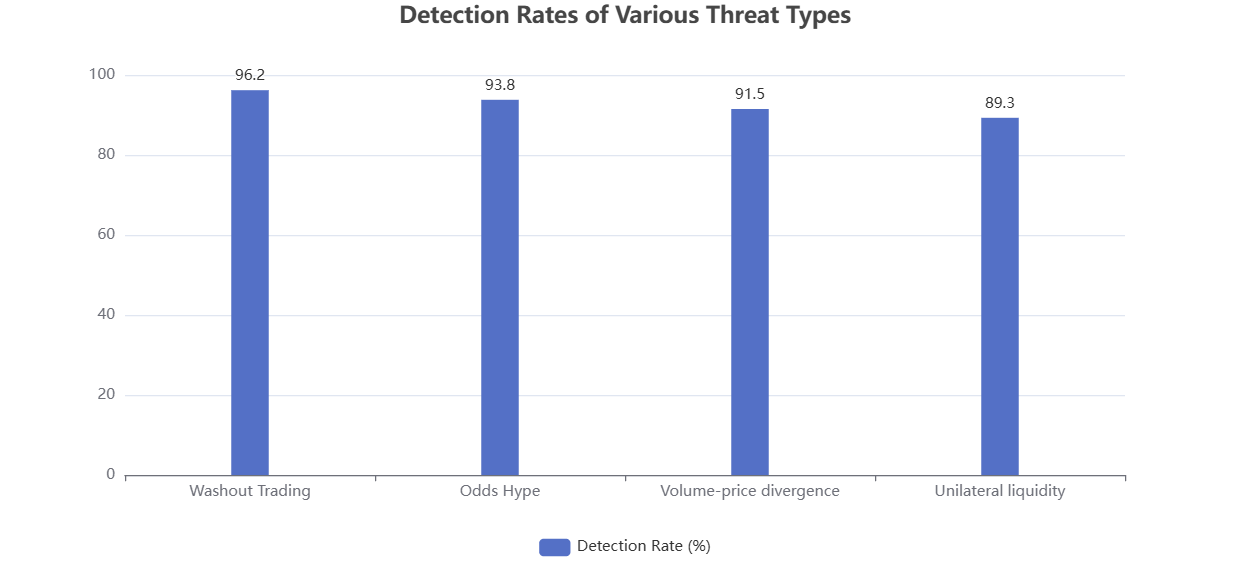 Detection Rates of Various Threat Types
100
80
60
40
20
0
96.2
93.8
91.5
89.3
Washout Trading
Odds Hype
Volume-price divergence
Unilateral liquidity
Detection Rate (%)